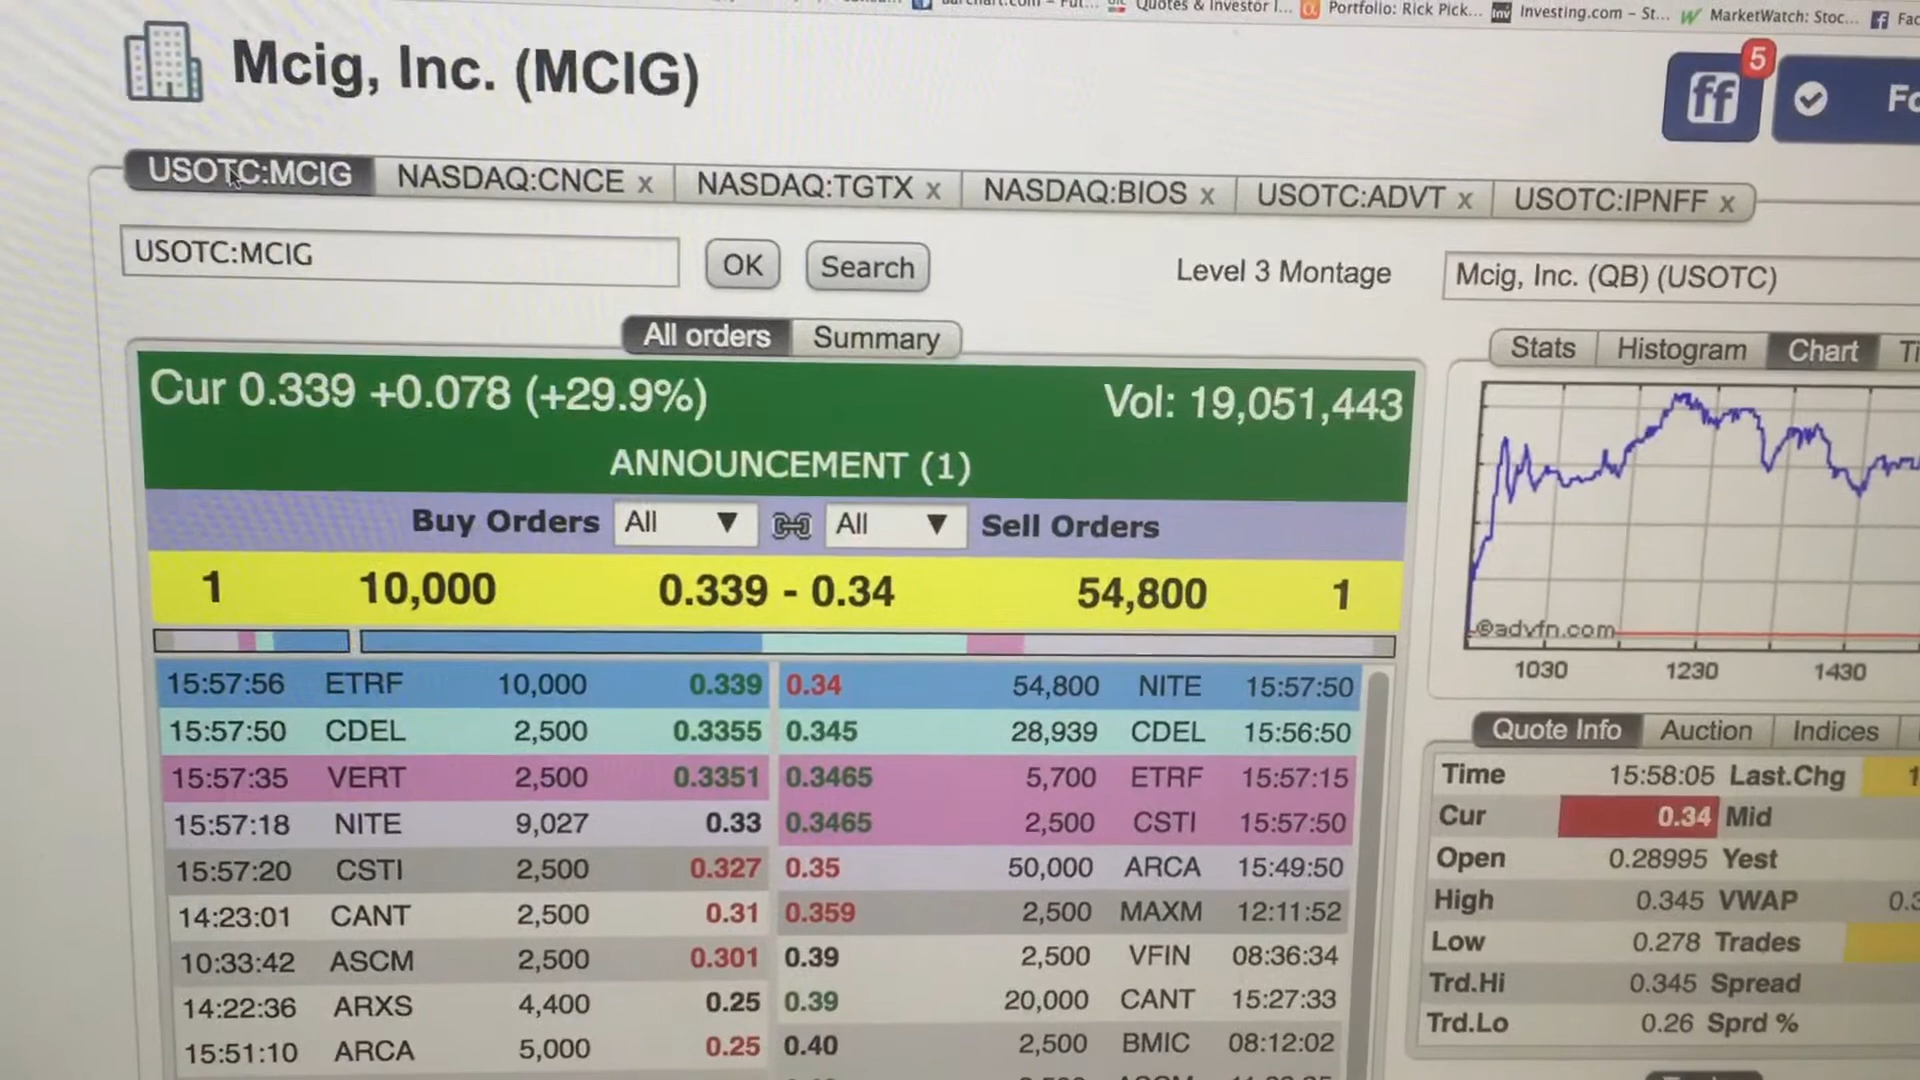 Quotes & Investor I... Portfolio: Rick Pick... Investing.com – St... MarketWatch: Stoc...
Mcig, Inc. (MCIG)
ff 5
USOTC:MCIG NASDAQ:CNCE x NASDAQ:TGTX x NASDAQ:BIOS x USOTC:ADVT x USOTC:IPNFF x
USOTC:MCIG OK Search Level 3 Montage Mcig, Inc. (QB) (USOTC)
All orders Summary
Stats Histogram Chart
Cur 0.339 +0.078 (+29.9%) Vol: 19,051,443
ANNOUNCEMENT (1)
Buy Orders All All Sell Orders
1 10,000 0.339 - 0.34 54,800 1
©advfn.com
1030 1230 1430
15:57:56 ETRF 10,000 0.339 0.34 54,800 NITE 15:57:50
15:57:50 CDEL 2,500 0.3355 0.345 28,939 CDEL 15:56:50
15:57:35 VERT 2,500 0.3351 0.3465 5,700 ETRF 15:57:15
15:57:18 NITE 9,027 0.33 0.3465 2,500 CSTI 15:57:50
15:57:20 CSTI 2,500 0.327 0.35 50,000 ARCA 15:49:50
14:23:01 CANT 2,500 0.31 0.359 2,500 MAXM 12:11:52
10:33:42 ASCM 2,500 0.301 0.39 2,500 VFIN 08:36:34
14:22:36 ARXS 4,400 0.25 0.39 20,000 CANT 15:27:33
15:51:10 ARCA 5,000 0.25 0.40 2,500 BMIC 08:12:02
Quote Info Auction Indices
Time 15:58:05 Last.Chg
Cur 0.34 Mid
Open 0.28995 Yest
High 0.345 VWAP
Low 0.278 Trades
Trd.Hi 0.345 Spread
Trd.Lo 0.26 Sprd %